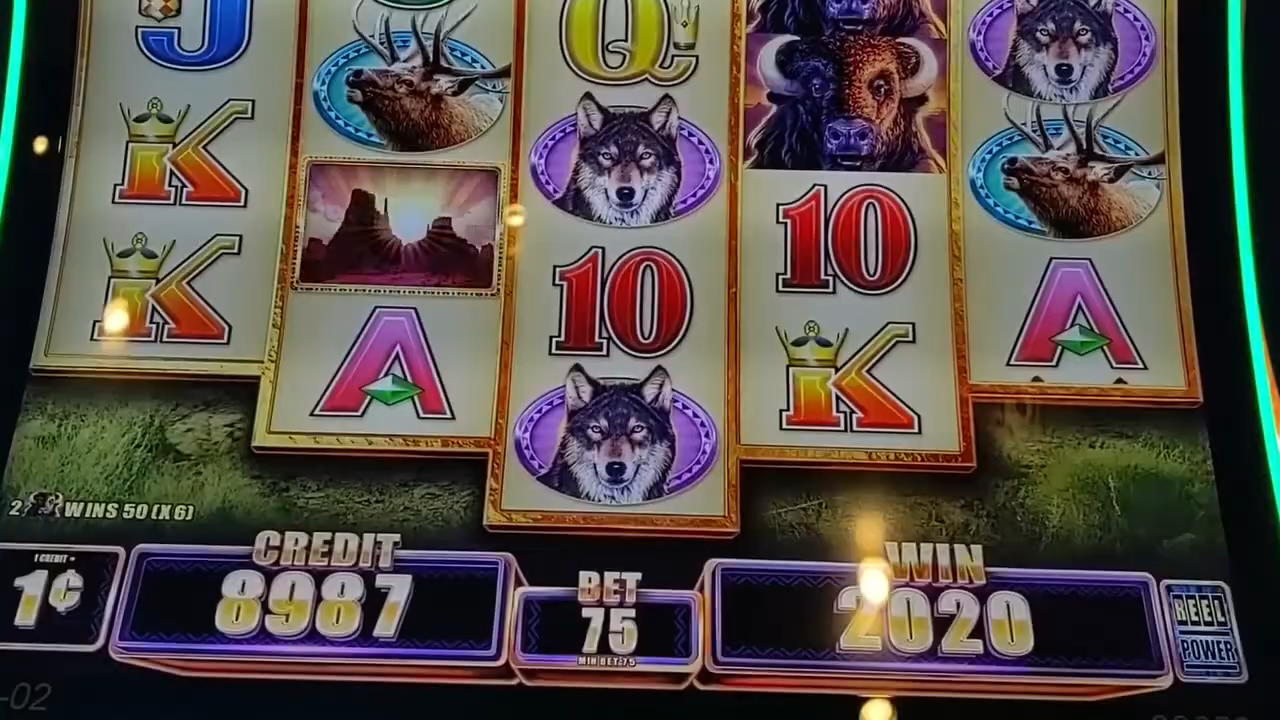 J
Q
K
10
K
10
A
K
A
2 WINS 50 (X6)
1 CREDIT =
1¢
CREDIT
8987
BET
75
MIN BET 75
WIN
2020
REEL
POWER
-02